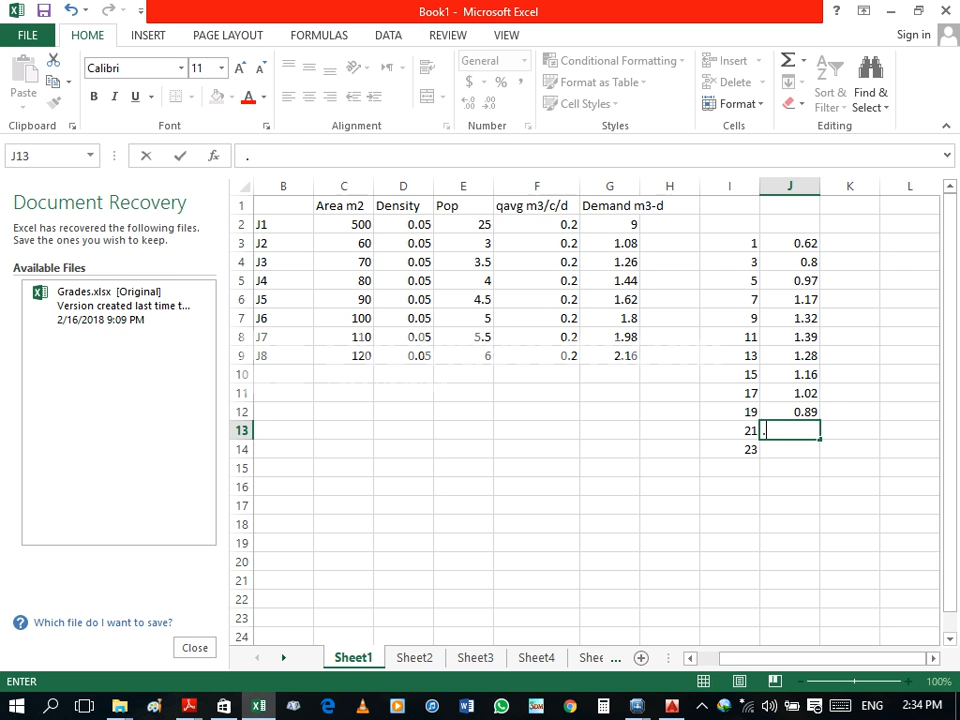 Book1 - Microsoft Excel
?
FILE HOME INSERT PAGE LAYOUT FORMULAS DATA REVIEW VIEW Sign in
Paste
Calibri 11 A A
B I U A
General
$ % ,
Conditional Formatting
Format as Table
Cell Styles
Insert
Delete
Format
Sort & Filter
Find & Select
Clipboard Font Alignment Number Styles Cells Editing
J13 fx .
Document Recovery
Excel has recovered the following files.
Save the ones you wish to keep.
Available Files
Grades.xlsx [Original]
Version created last time t...
2/16/2018 9:09 PM
Which file do I want to save?
Close
B C D E F G H I J K L
1 Area m2 Density Pop qavg m3/c/d Demand m3-d
2 J1 500 0.05 25 0.2 9
3 J2 60 0.05 3 0.2 1.08 1 0.62
4 J3 70 0.05 3.5 0.2 1.26 3 0.8
5 J4 80 0.05 4 0.2 1.44 5 0.97
6 J5 90 0.05 4.5 0.2 1.62 7 1.17
7 J6 100 0.05 5 0.2 1.8 9 1.32
8 J7 110 0.05 5.5 0.2 1.98 11 1.39
9 J8 120 0.05 6 0.2 2.16 13 1.28
10 15 1.16
11 17 1.02
12 19 0.89
13 21 .
14 23
15
16
17
18
19
20
21
22
23
24
Sheet1 Sheet2 Sheet3 Sheet4 Shee ...
ENTER 100%
ENG 2:34 PM